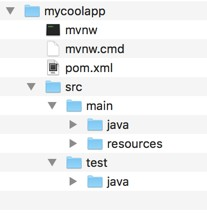 mycoolapp
mvnw
mvnw.cmd
pom.xml
src
main
java
resources
test
java